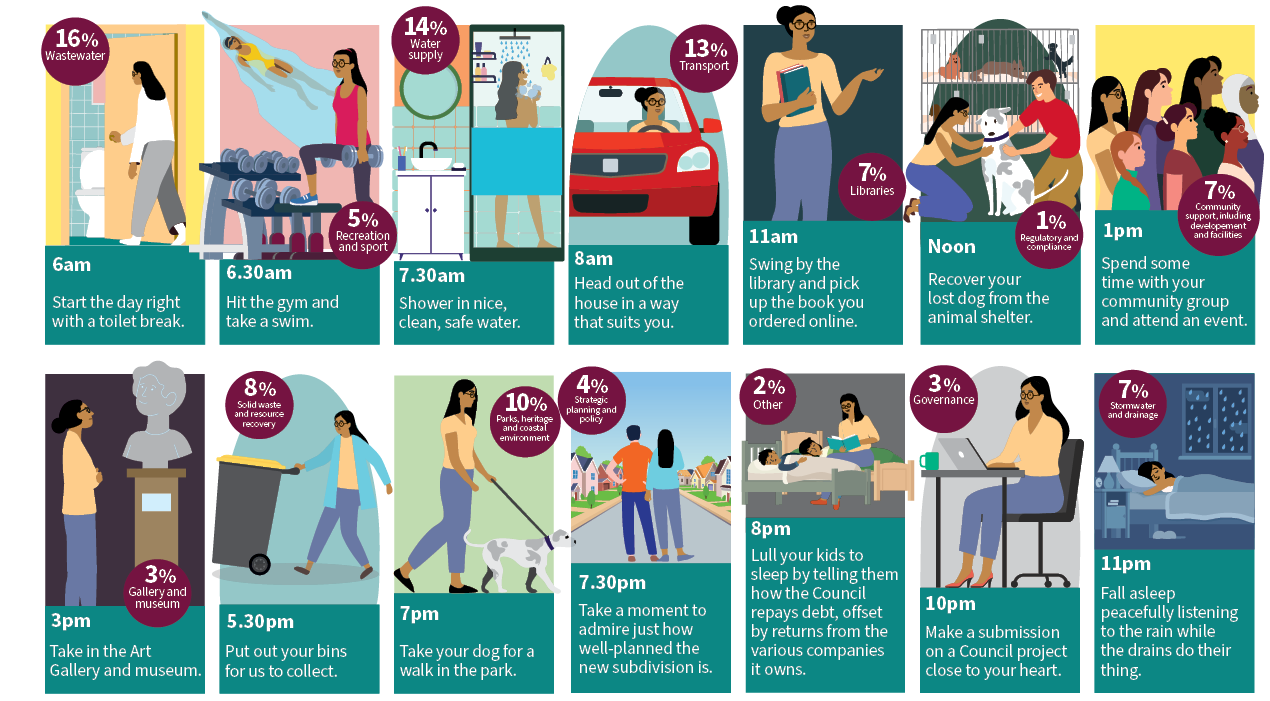 16%
Wastewater
6am
Start the day right
with a toilet break.
5%
Recreation
and sport
6.30am
Hit the gym and
take a swim.
14%
Water
supply
7.30am
Shower in nice,
clean, safe water.
13%
Transport
8am
Head out of the
house in a way
that suits you.
7%
Libraries
11am
Swing by the
library and pick
up the book you
ordered online.
1%
Regulatory and
compliance
Noon
Recover your
lost dog from the
animal shelter.
7%
Community
support, inluding
developement
and facilities
1pm
Spend some
time with your
community group
and attend an event.
3%
Gallery and
museum
3pm
Take in the Art
Gallery and museum.
8%
Solid waste
and resource
recovery
5.30pm
Put out your bins
for us to collect.
10%
Parks, heritage
and coastal
environment
7pm
Take your dog for a
walk in the park.
4%
Strategic
planning and
policy
7.30pm
Take a moment to
admire just how
well-planned the
new subdivision is.
2%
Other
8pm
Lull your kids to
sleep by telling them
how the Council
repays debt, offset
by returns from the
various companies
it owns.
3%
Governance
10pm
Make a submission
on a Council project
close to your heart.
7%
Stormwater
and drainage
11pm
Fall asleep
peacefully listening
to the rain while
the drains do their
thing.